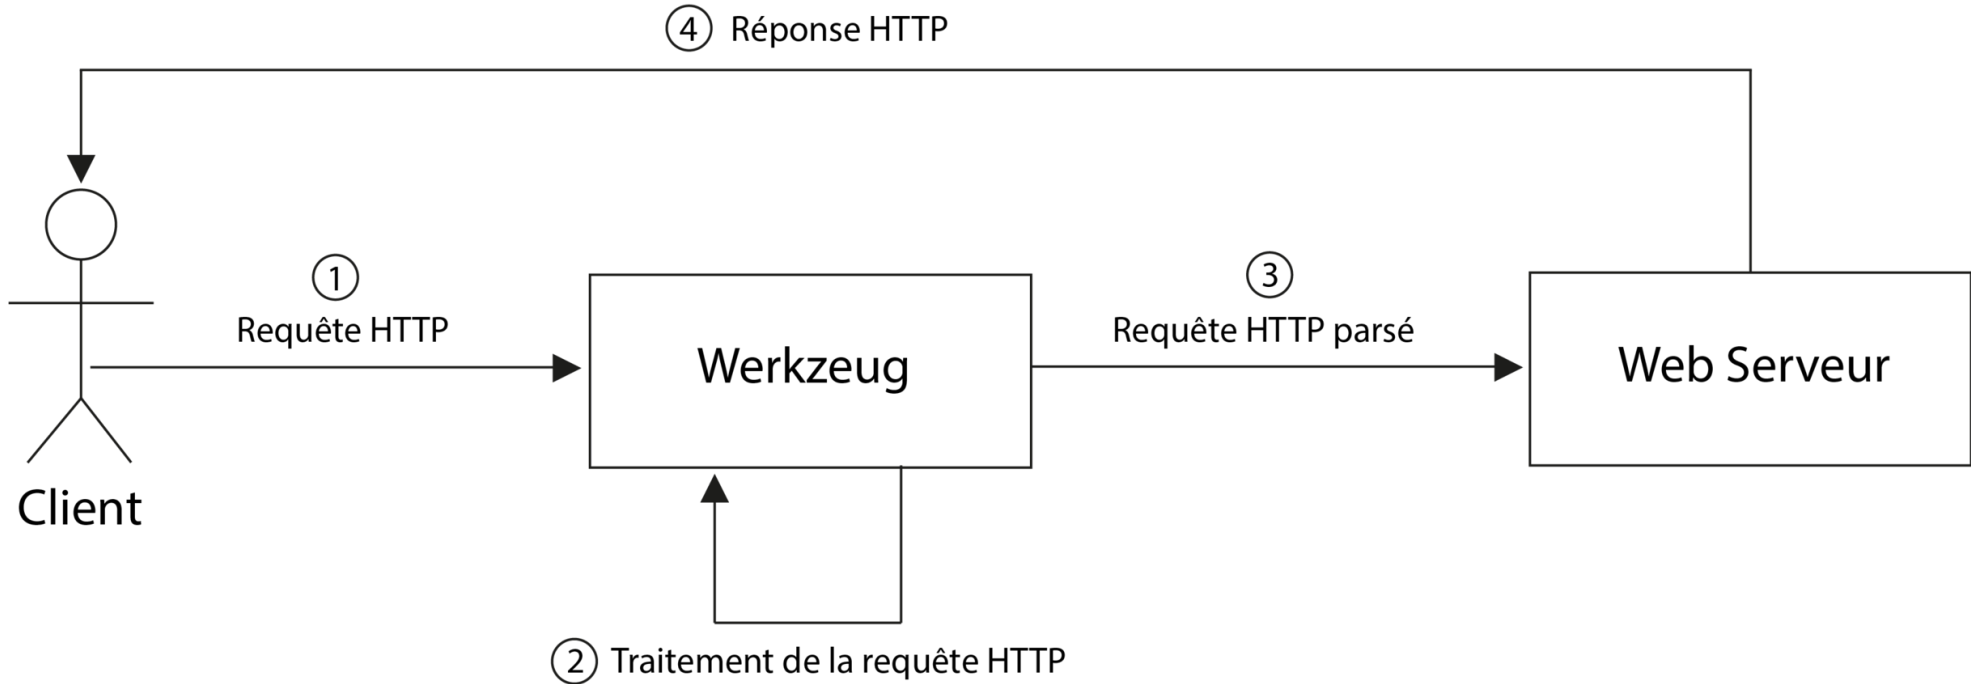 4 Réponse HTTP
1
Requête HTTP
3
Requête HTTP parsé
Werkzeug
Web Serveur
Client
2 Traitement de la requête HTTP